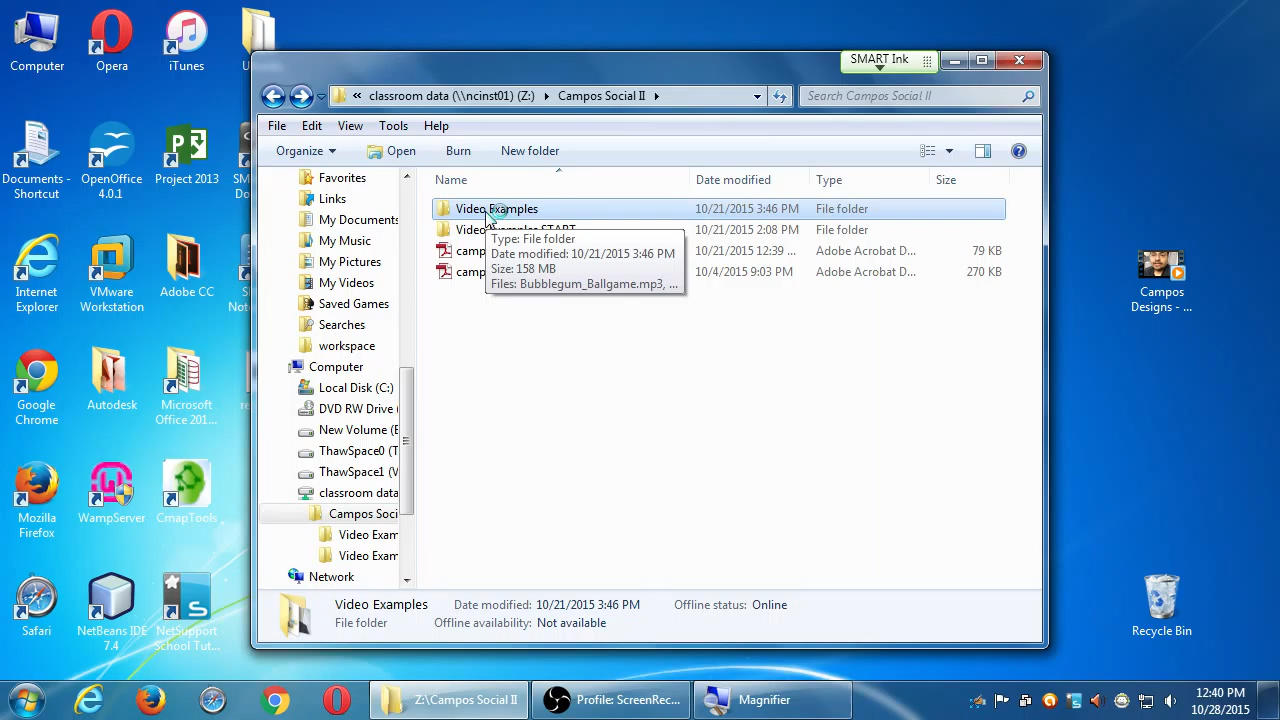 Computer
Opera
iTunes
SMART Ink
classroom data (\\ncinst01) (Z:)
Campos Social II
Search Campos Social II
File
Edit
View
Tools
Help
Organize
Open
Burn
New folder
Name
Date modified
Type
Size
Video Examples
10/21/2015 3:46 PM
File folder
10/21/2015 2:08 PM
File folder
camp
10/21/2015 12:39 ...
Adobe Acrobat D...
79 KB
camp
10/4/2015 9:03 PM
Adobe Acrobat D...
270 KB
Type: File folder
Date modified: 10/21/2015 3:46 PM
Size: 158 MB
Files: Bubblegum_Ballgame.mp3, ...
Favorites
Links
My Documents
My Music
My Pictures
My Videos
Saved Games
Searches
workspace
Computer
Local Disk (C:)
DVD RW Drive (
New Volume (E
ThawSpace0 (T
ThawSpace1 (V
classroom data
Campos Soci
Video Exam
Video Exam
Network
Video Examples
File folder
Date modified: 10/21/2015 3:46 PM
Offline availability: Not available
Offline status: Online
Documents -
Shortcut
OpenOffice
4.0.1
Project 2013
Internet
Explorer
VMware
Workstation
Adobe CC
Google
Chrome
Autodesk
Microsoft
Office 201...
Mozilla
Firefox
WampServer
CmapTools
Safari
NetBeans IDE
7.4
NetSupport
School Tut...
Campos
Designs - ...
Recycle Bin
Z:\Campos Social II
Profile: ScreenRec...
Magnifier
12:40 PM
10/28/2015